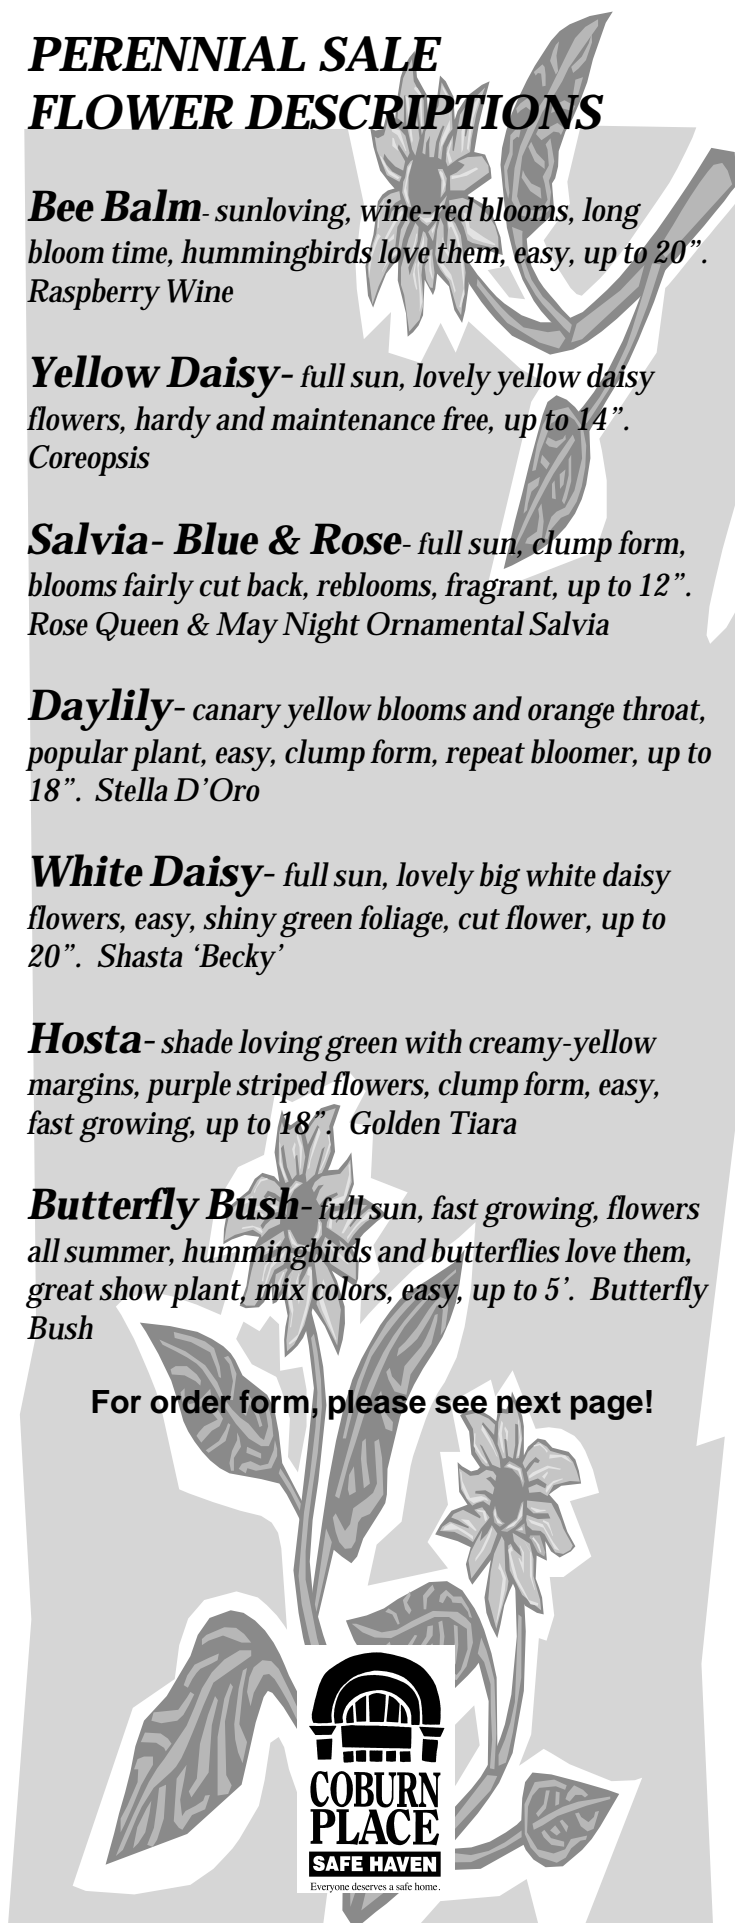 PERENNIAL SALE
FLOWER DESCRIPTIONS
Bee Balm- sunloving, wine-red blooms, long
bloom time, hummingbirds love them, easy, up to 20”.
Raspberry Wine
Yellow Daisy- full sun, lovely yellow daisy
flowers, hardy and maintenance free, up to 14”.
Coreopsis
Salvia- Blue & Rose- full sun, clump form,
blooms fairly cut back, reblooms, fragrant, up to 12”.
Rose Queen & May Night Ornamental Salvia
Daylily- canary yellow blooms and orange throat,
popular plant, easy, clump form, repeat bloomer, up to
18”. Stella D’Oro
White Daisy- full sun, lovely big white daisy
flowers, easy, shiny green foliage, cut flower, up to
20”. Shasta ‘Becky’
Hosta- shade loving green with creamy-yellow
margins, purple striped flowers, clump form, easy,
fast growing, up to 18”. Golden Tiara
Butterfly Bush- full sun, fast growing, flowers
all summer, hummingbirds and butterflies love them,
great show plant, mix colors, easy, up to 5’. Butterfly
Bush
For order form, please see next page!
COBURN
PLACE
SAFE HAVEN
Everyone deserves a safe home.